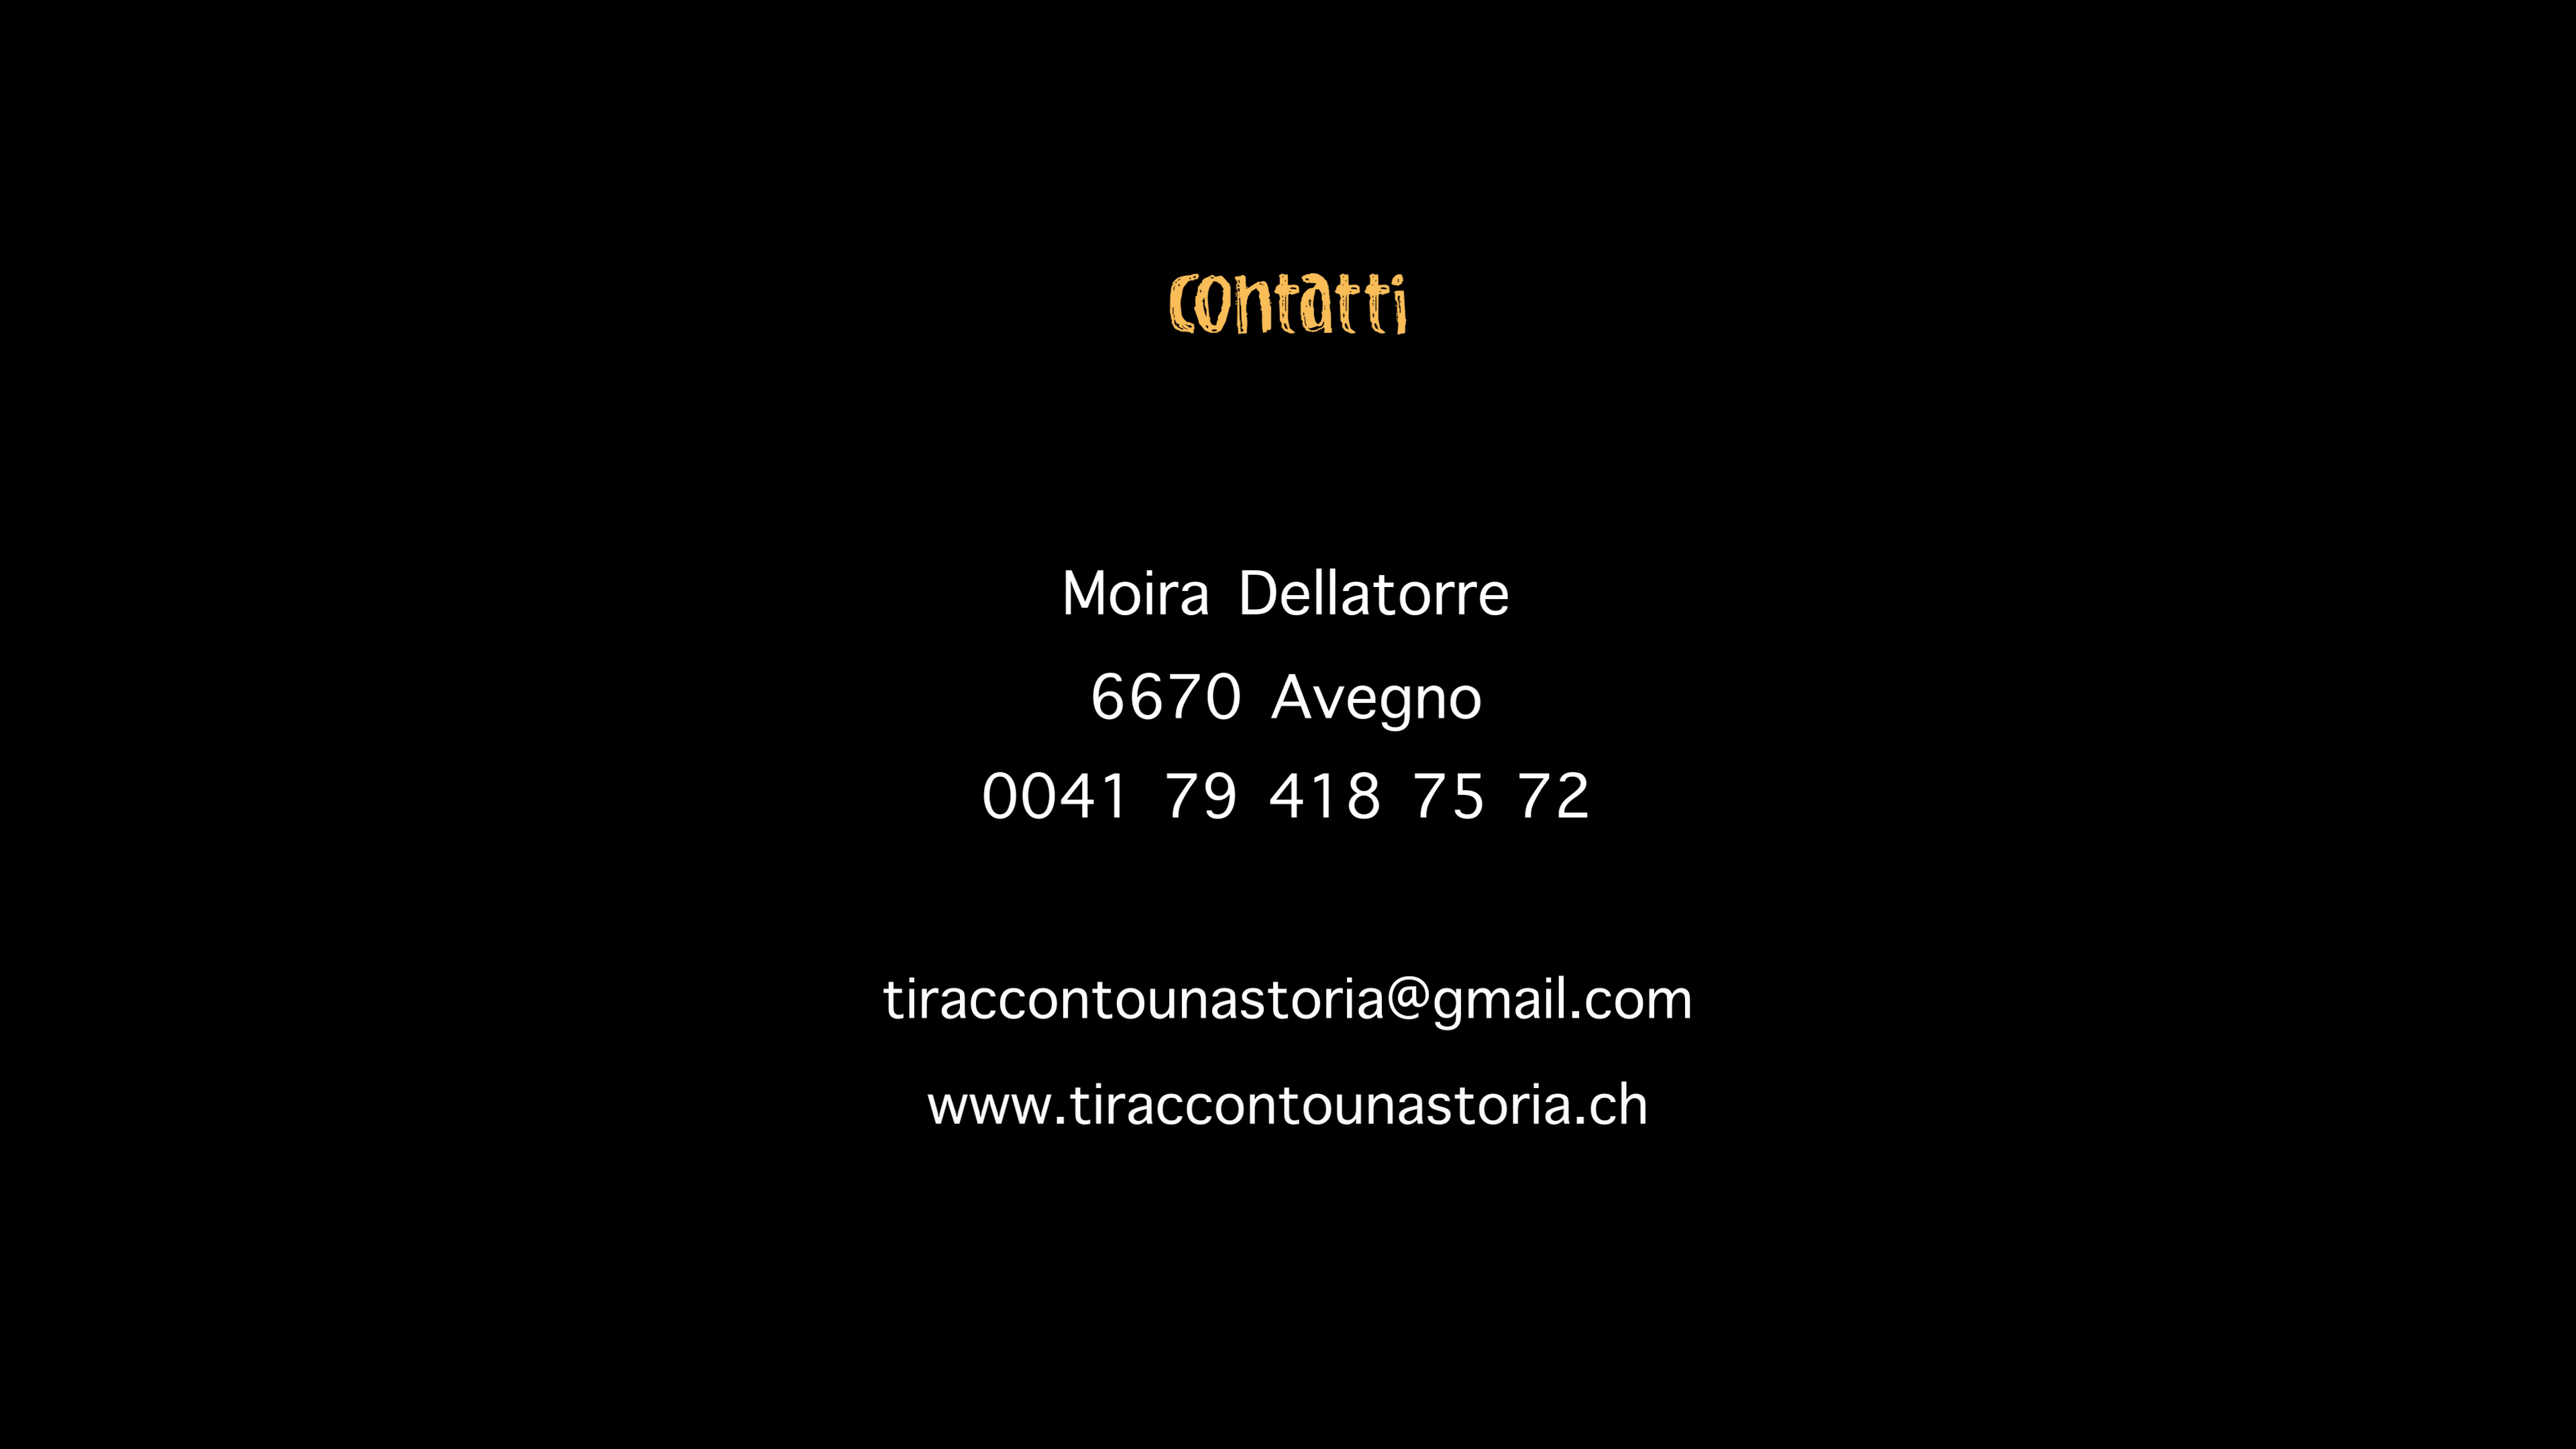 contatti
Moira Dellatorre
6670 Avegno
0041 79 418 75 72
tiraccontounastoria@gmail.com
www.tiraccontounastoria.ch